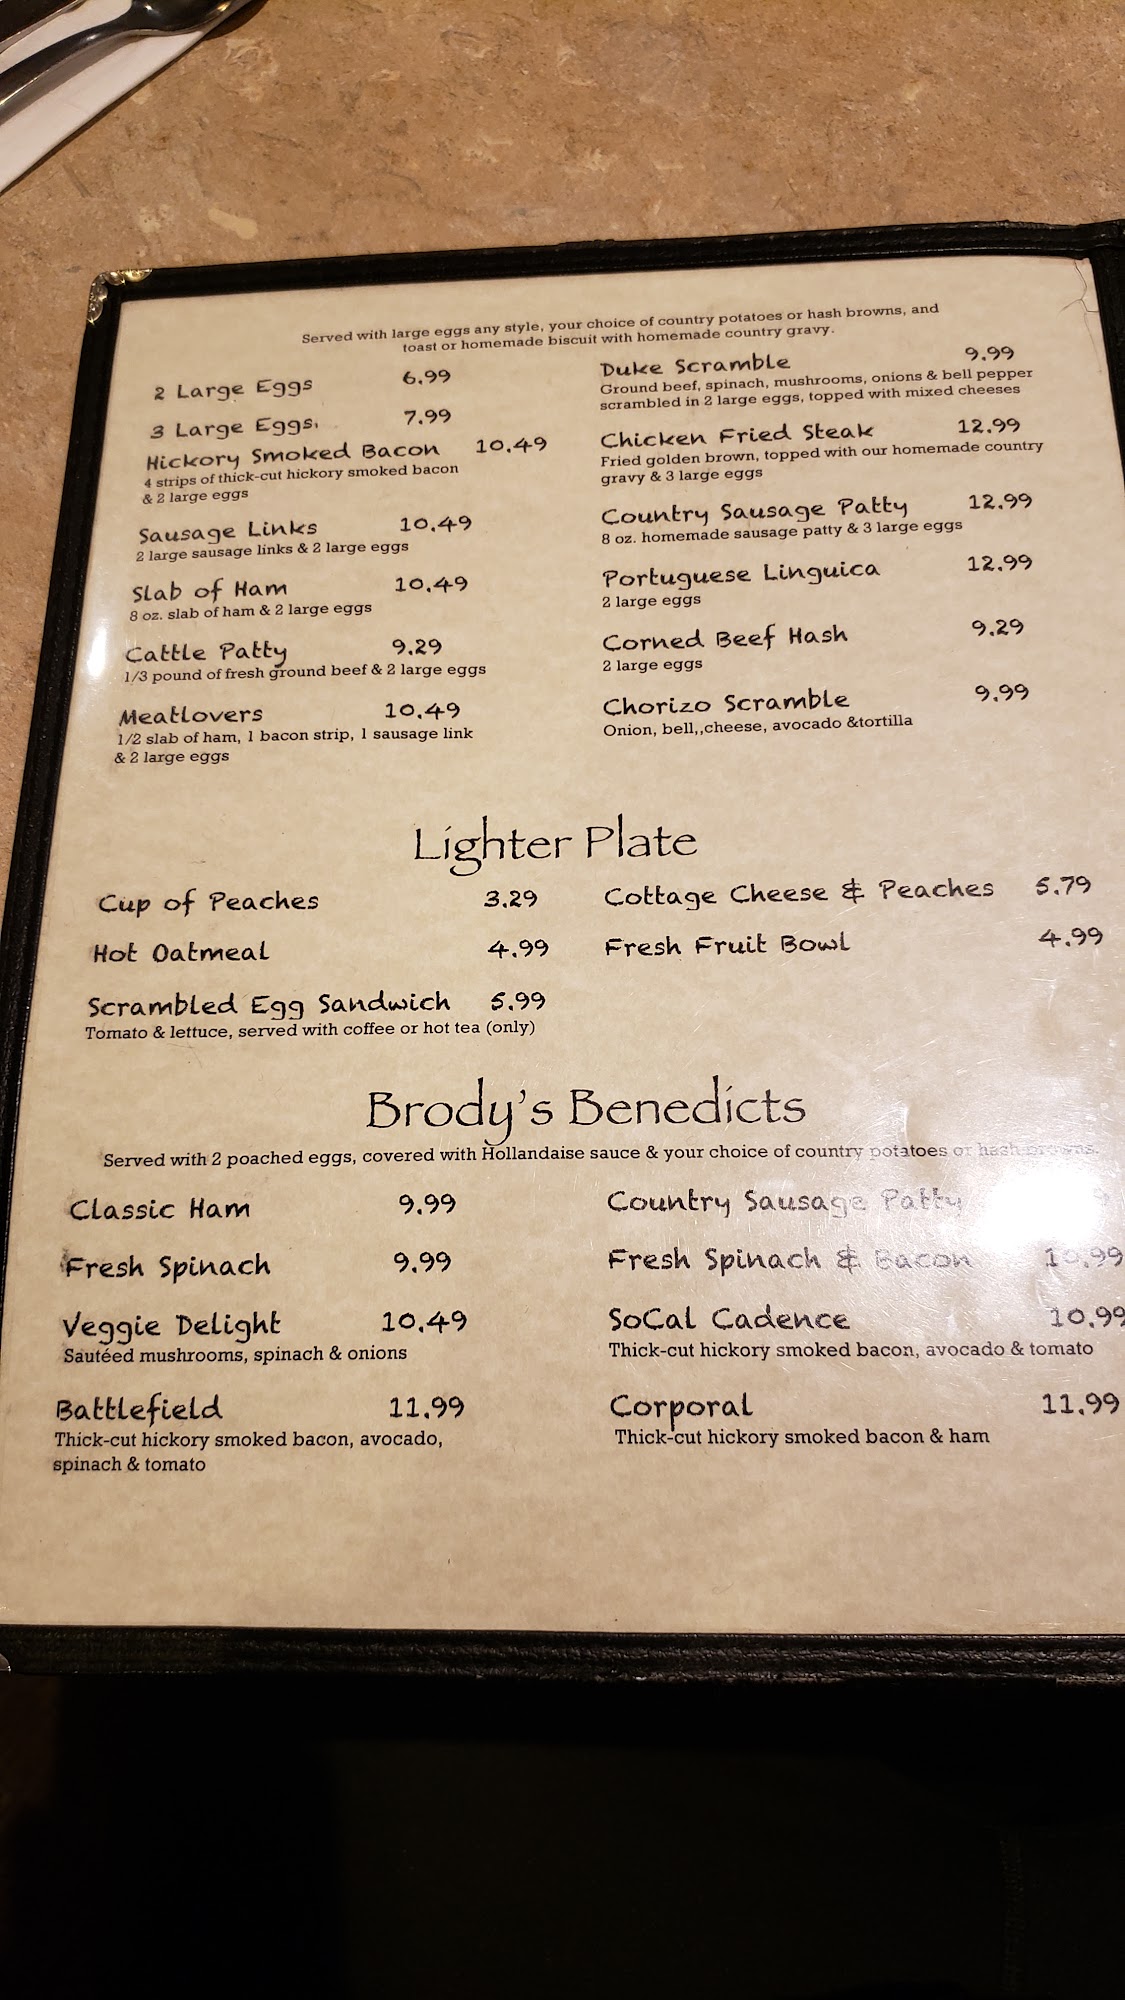 Served with large eggs any style, your choice of country potatoes or hash browns, and
toast or homemade biscuit with homemade country gravy.
2 Large Eggs 6.99
3 Large Eggs. 7.99
Hickory Smoked Bacon 10.49
4 strips of thick-cut hickory smoked bacon
& 2 large eggs
Sausage Links 10.49
2 large sausage links & 2 large eggs
Slab of Ham 10.49
8 oz. slab of ham & 2 large eggs
Cattle Patty 9.29
1/3 pound of fresh ground beef & 2 large eggs
Meatlovers 10.49
1/2 slab of ham, 1 bacon strip, 1 sausage link
& 2 large eggs
Duke Scramble 9.99
Ground beef, spinach, mushrooms, onions & bell pepper
scrambled in 2 large eggs, topped with mixed cheeses
Chicken Fried Steak 12.99
Fried golden brown, topped with our homemade country
gravy & 3 large eggs
Country Sausage Patty 12.99
8 oz. homemade sausage patty & 3 large eggs
Portuguese Linguica 12.99
2 large eggs
Corned Beef Hash 9.29
2 large eggs
Chorizo Scramble 9.99
Onion, bell,,cheese, avocado &tortilla
Lighter Plate
Cup of Peaches 3.29
Hot Oatmeal 4.99
Scrambled Egg Sandwich 5.99
Tomato & lettuce, served with coffee or hot tea (only)
Cottage Cheese & Peaches 5.79
Fresh Fruit Bowl 4.99
Brody's Benedicts
Served with 2 poached eggs, covered with Hollandaise sauce & your choice of country potatoes or hash browns.
Classic Ham 9.99
Fresh Spinach 9.99
Veggie Delight 10.49
Sautéed mushrooms, spinach & onions
Battlefield 11.99
Thick-cut hickory smoked bacon, avocado,
spinach & tomato
Country Sausage Patty
Fresh Spinach & Bacon 10.99
SoCal Cadence 10.99
Thick-cut hickory smoked bacon, avocado & tomato
Corporal 11.99
Thick-cut hickory smoked bacon & ham